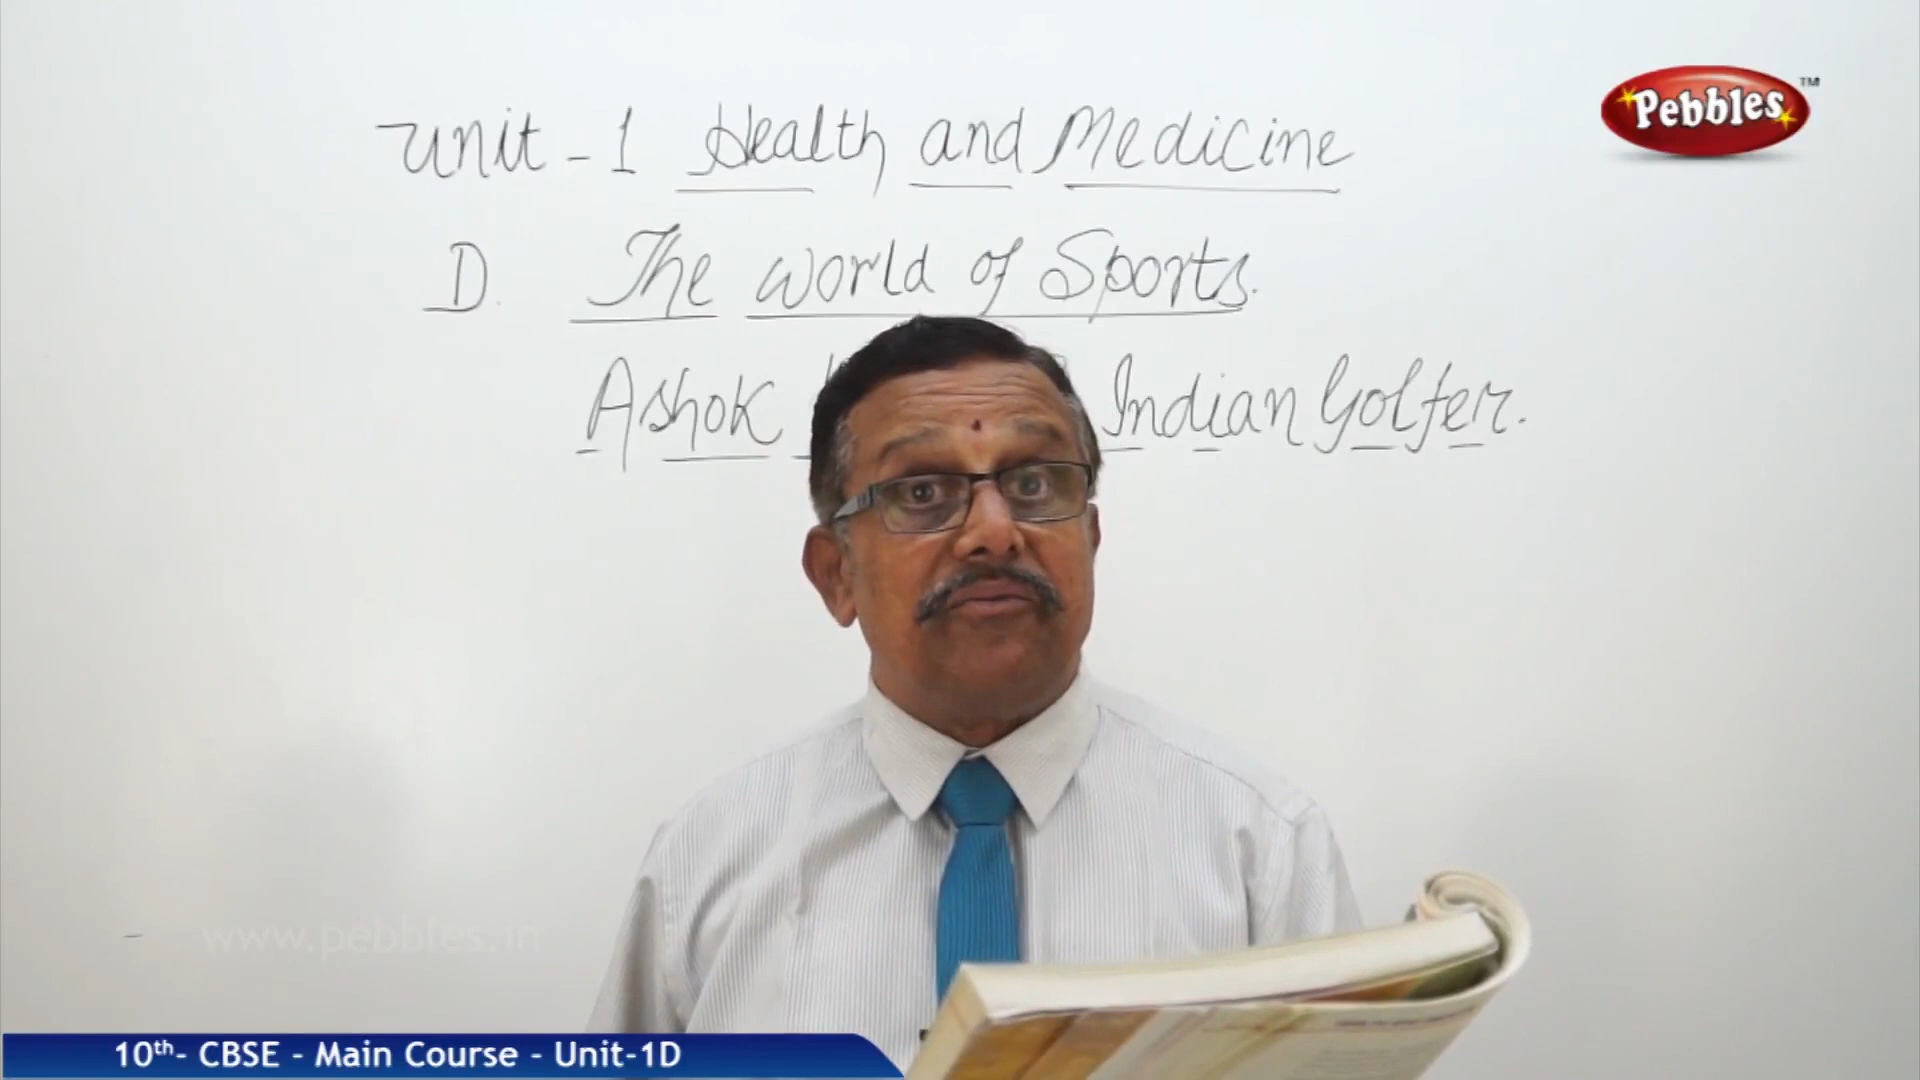 Pebbles TM
Unit - 1 Health and Medicine
D. The world of Sports.
Ashok Indian Golfer.
www.pebbles.in
10th- CBSE - Main Course - Unit-1D